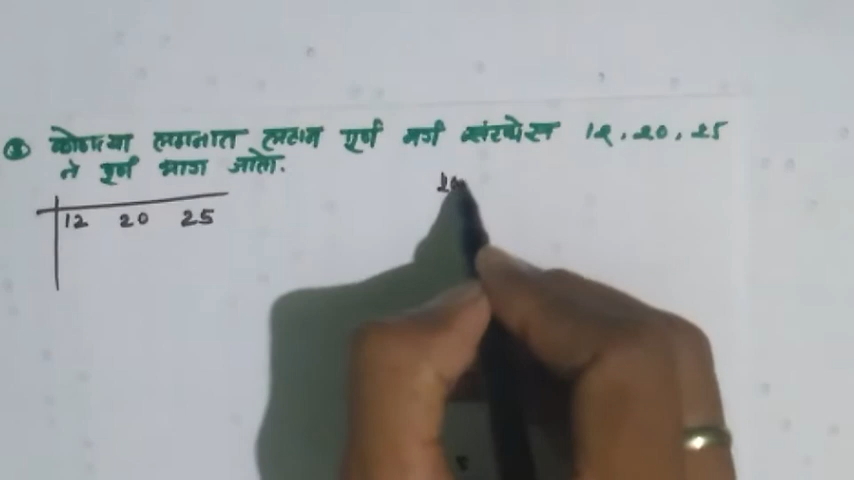 कोणत्या लहानात लहान पूर्ण वर्ग संख्येस 12, 20, 25
ने पूर्ण भाग जातो.
12 20 25